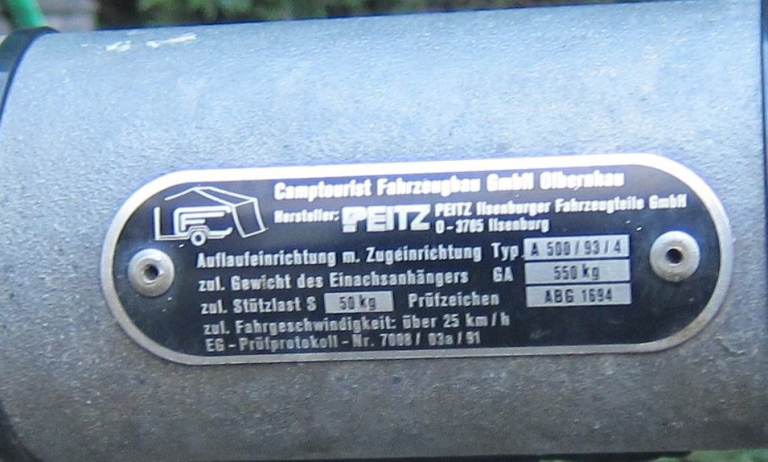 Camptourist Fahrzeugbau GmbH Olbernhau
Hersteller: PEITZ PEITZ Ilsenburger Fahrzeugteile GmbH
O-3705 Ilsenburg
Auflaufeinrichtung m. Zugeinrichtung Typ A 500/93/4
zul. Gewicht des Einachsanhängers GA 550 kg
zul. Stützlast S 50 kg Prüfzeichen ABG 1694
zul. Fahrgeschwindigkeit: über 25 km/h
EG-Prüfprotokoll-Nr. 7008/03a/91